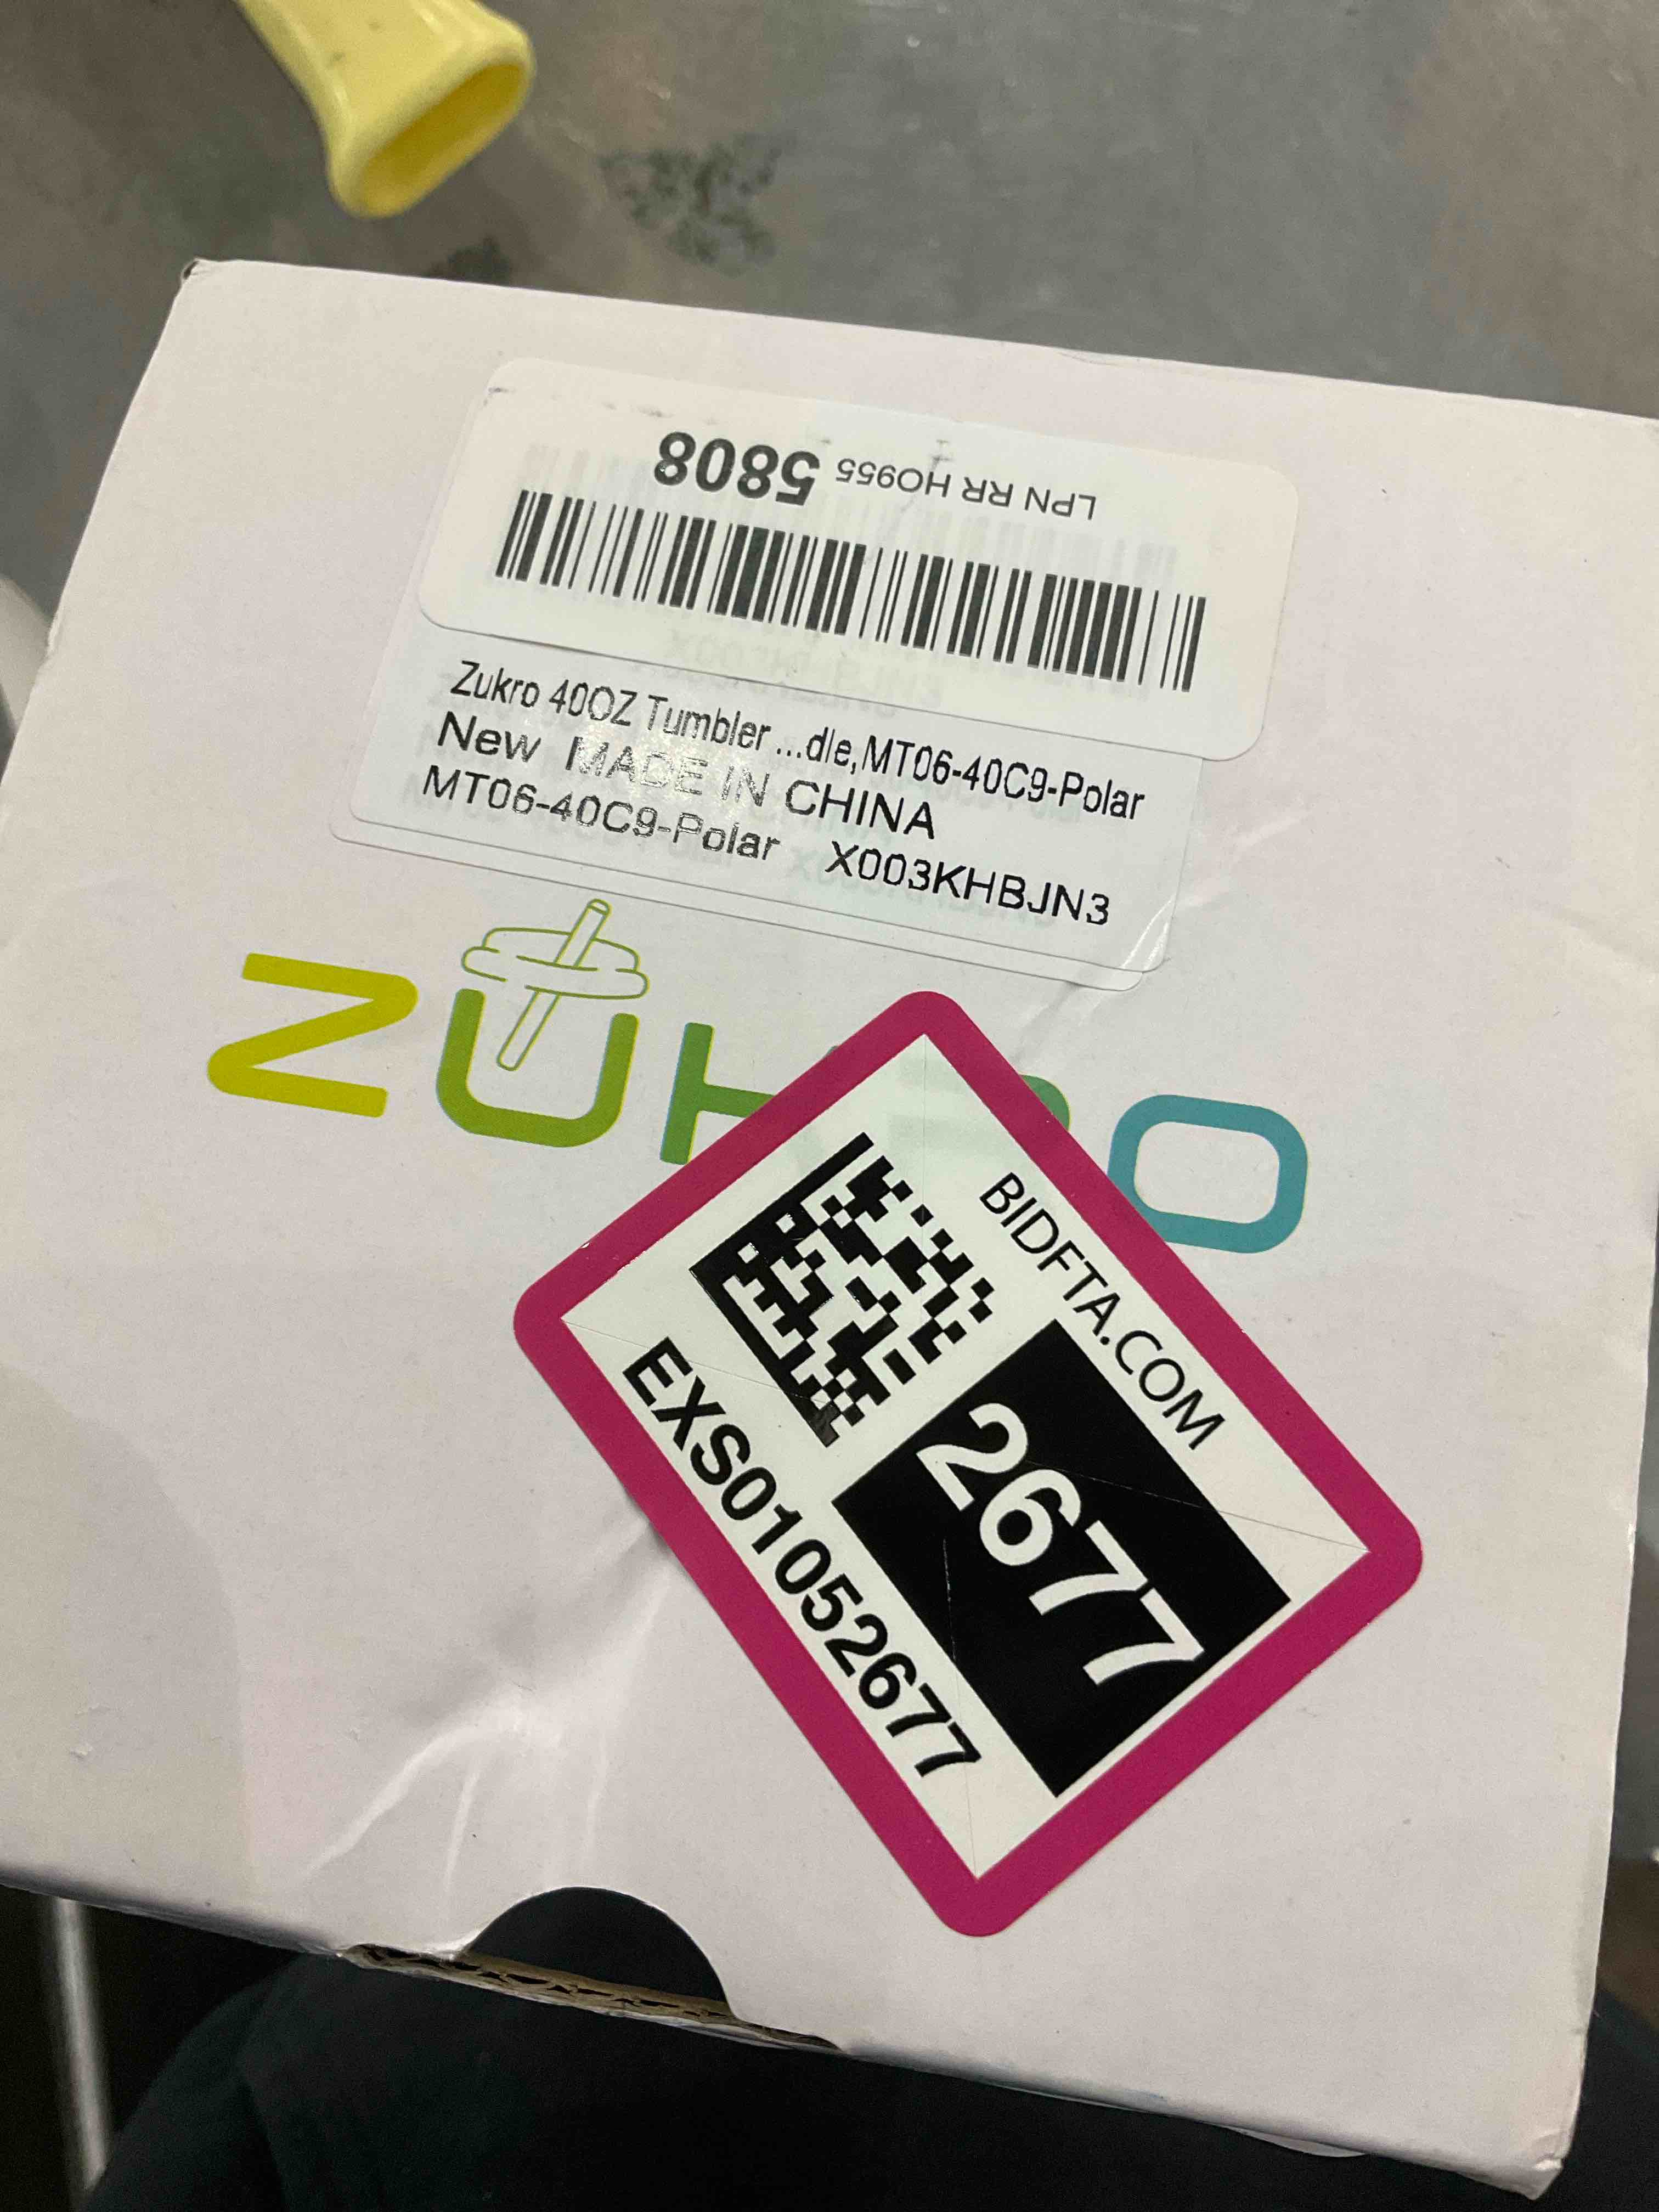 LPN RR HO955 5808
Zukro 40OZ Tumbler ...dle,MT06-40C9-Polar
New MADE IN CHINA
MT06-40C9-Polar X003KHBJN3
BIDFTA.COM
2677
EXS01052677